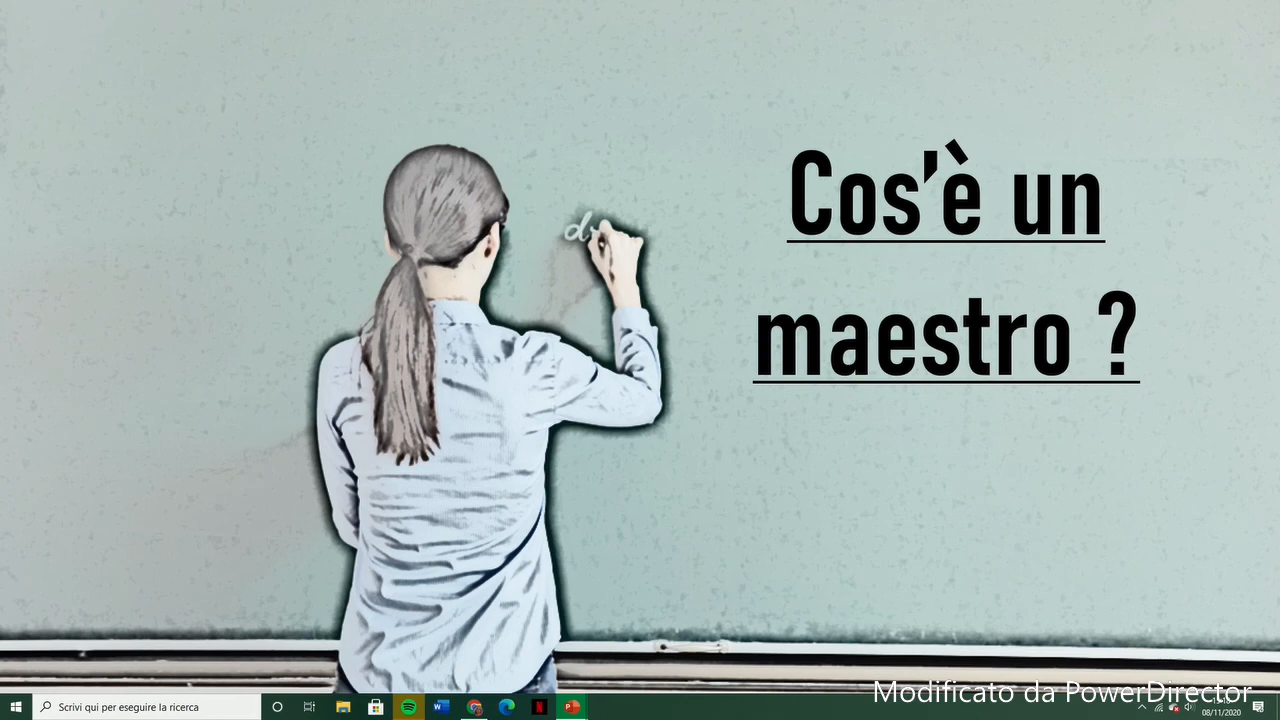 Cos'è un
maestro ?
d
Modificato da PowerDirector
Scrivi qui per eseguire la ricerca
08/11/2020